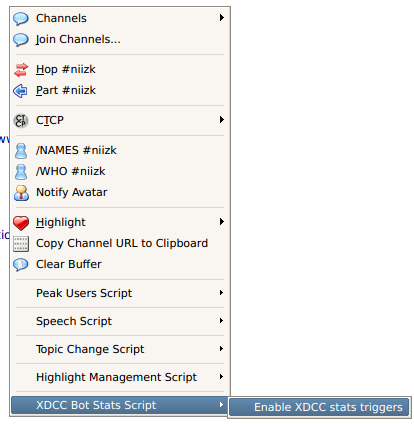 Channels
Join Channels...
Hop #niizk
Part #niizk
CTCP
/NAMES #niizk
/WHO #niizk
Notify Avatar
Highlight
Copy Channel URL to Clipboard
Clear Buffer
Peak Users Script
Speech Script
Topic Change Script
Highlight Management Script
XDCC Bot Stats Script
Enable XDCC stats triggers